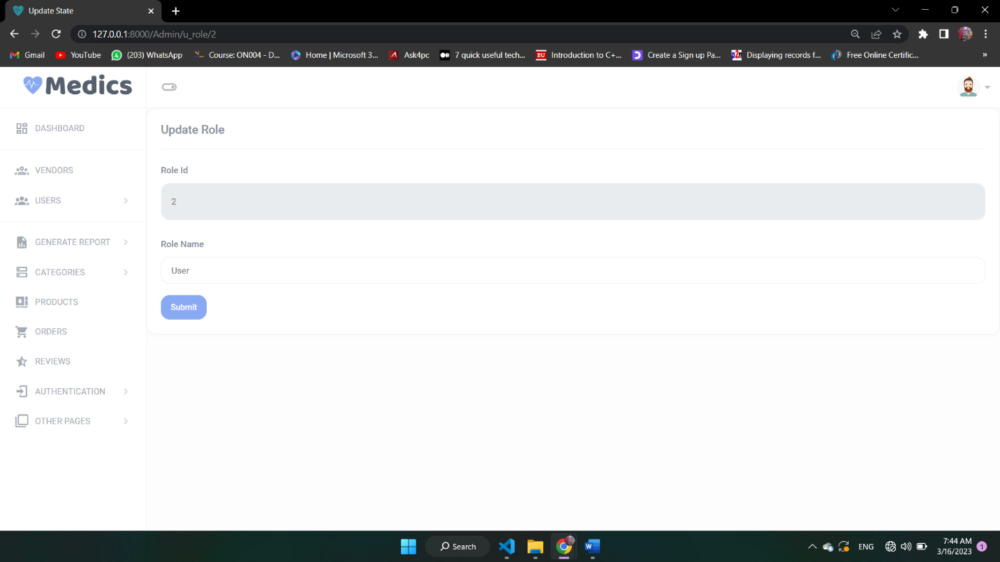 Update State
127.0.0.1:8000/Admin/u_role/2
Gmail
YouTube
(203) WhatsApp
Course: ON004 - D...
Home | Microsoft 3...
Ask4pc
7 quick useful tech...
BU
Introduction to C+...
Create a Sign up Pa...
Displaying records f...
Free Online Certific...
»
Medics
DASHBOARD
VENDORS
USERS
GENERATE REPORT
CATEGORIES
PRODUCTS
ORDERS
REVIEWS
AUTHENTICATION
OTHER PAGES
Update Role
Role Id
2
Role Name
User
Submit
Search
ENG
7:44 AM
3/16/2023
1